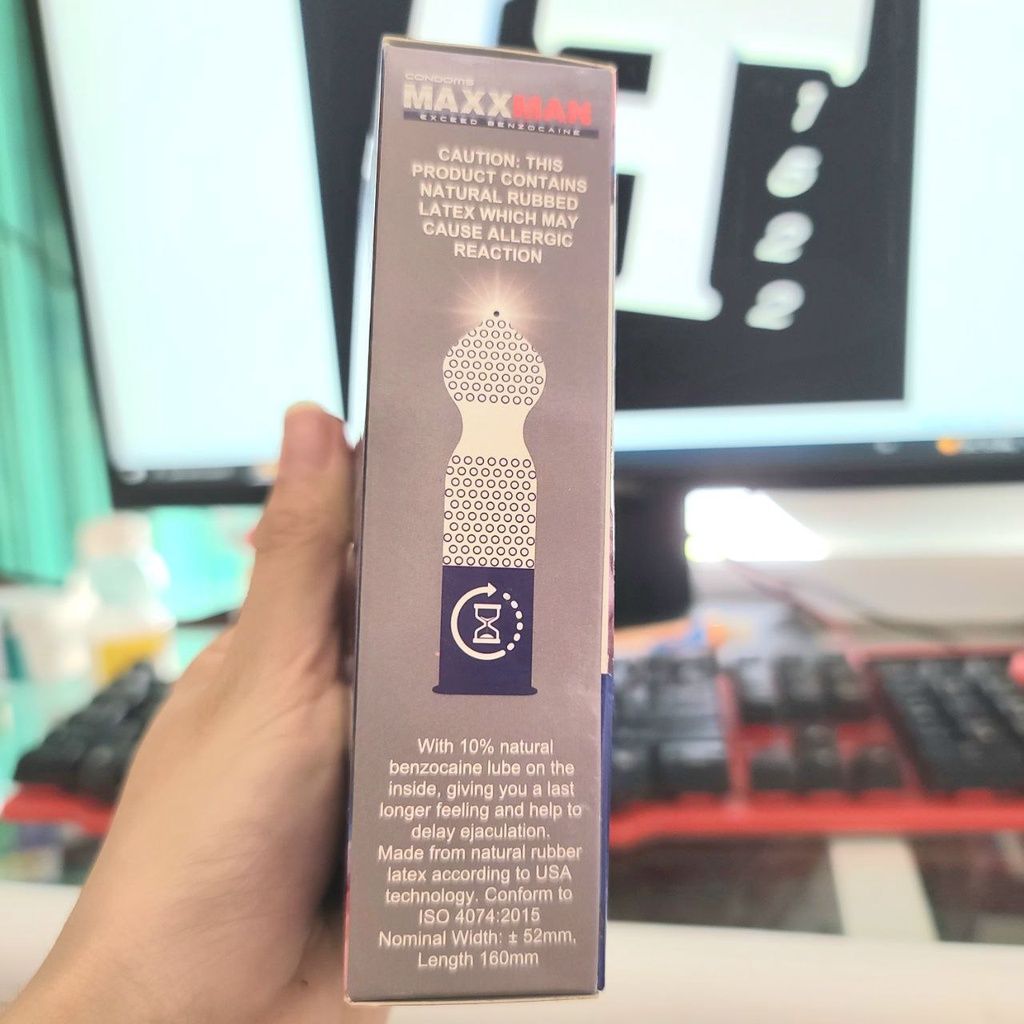 CONDOMS
MAXXMAN
EXCEED BENZOCAINE
CAUTION: THIS
PRODUCT CONTAINS
NATURAL RUBBED
LATEX WHICH MAY
CAUSE ALLERGIC
REACTION
With 10% natural
benzocaine lube on the
inside, giving you a last
longer feeling and help to
delay ejaculation.
Made from natural rubber
latex according to USA
technology. Conform to
ISO 4074:2015
Nominal Width: ± 52mm,
Length 160mm